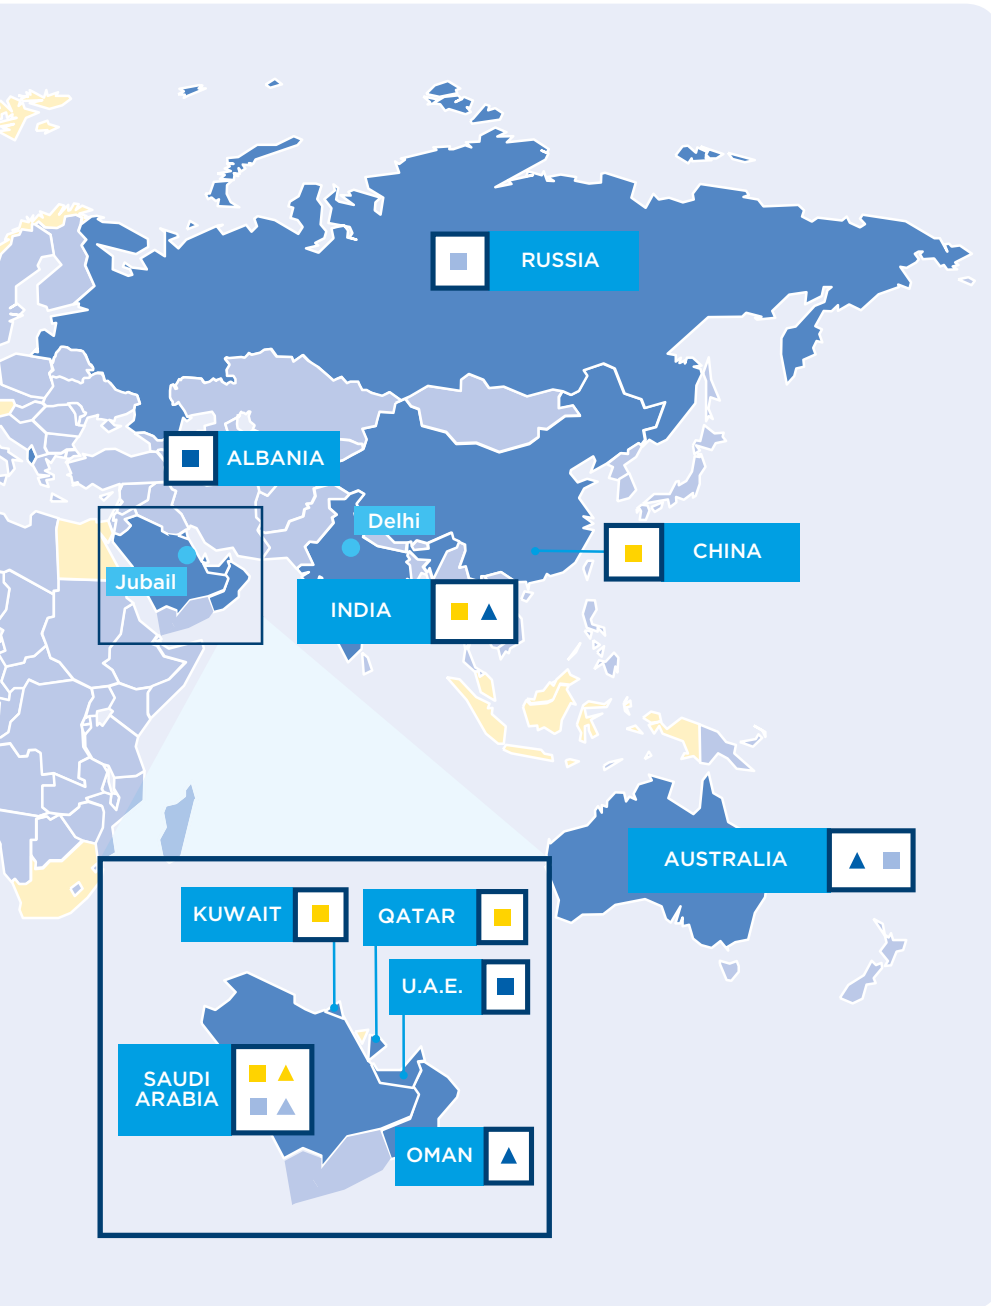 RUSSIA
ALBANIA
Delhi
CHINA
Jubail
INDIA
AUSTRALIA
KUWAIT
QATAR
U.A.E.
SAUDI
ARABIA
OMAN